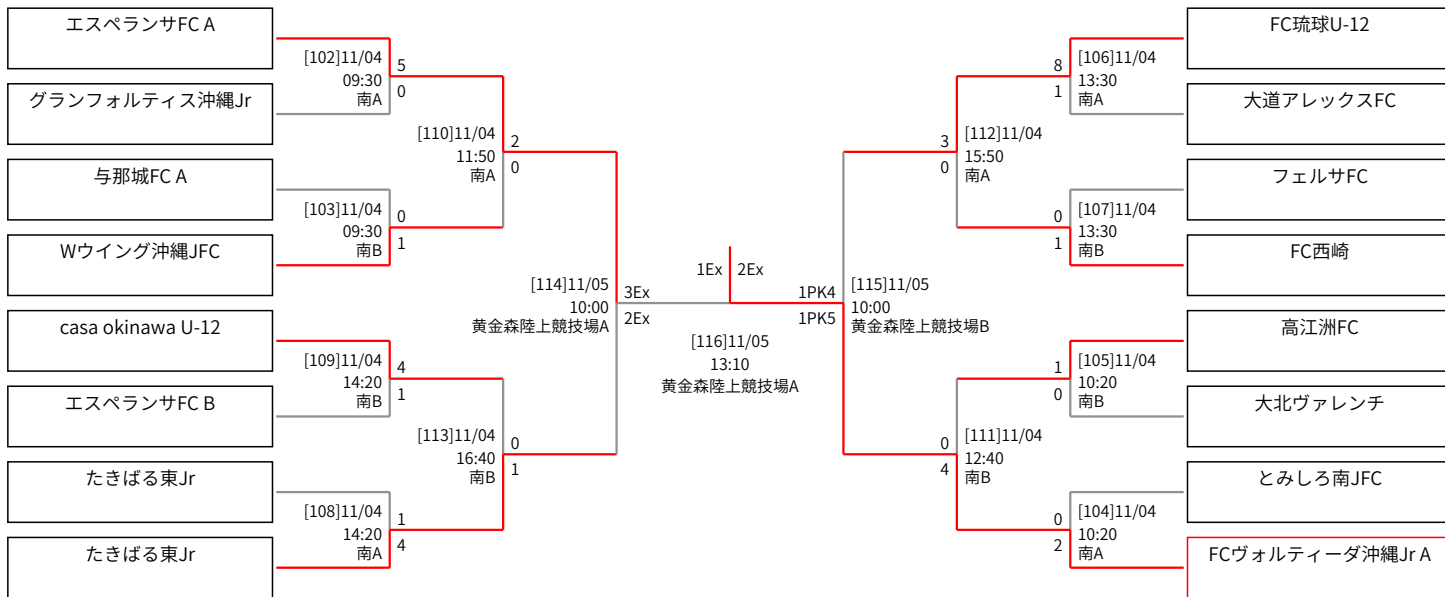 エスペランサFC A
グランフォルティス沖縄Jr
与那城FC A
Wウイング沖縄JFC
casa okinawa U-12
エスペランサFC B
たきばる東Jr
たきばる東Jr
[102]11/04
09:30
南A
5
0
[103]11/04
09:30
南B
0
1
[109]11/04
14:20
南B
4
1
[108]11/04
14:20
南A
1
4
[110]11/04
11:50
南A
2
0
[113]11/04
16:40
南B
0
1
[114]11/05
10:00
黄金森陸上競技場A
3Ex
2Ex
1Ex
2Ex
[116]11/05
13:10
黄金森陸上競技場A
1PK4
1PK5
[115]11/05
10:00
黄金森陸上競技場B
3
0
[112]11/04
15:50
南A
0
4
[111]11/04
12:40
南B
8
1
[106]11/04
13:30
南A
0
1
[107]11/04
13:30
南B
1
0
[105]11/04
10:20
南B
0
2
[104]11/04
10:20
南A
FC琉球U-12
大道アレックスFC
フェルサFC
FC西崎
高江洲FC
大北ヴァレンチ
とみしろ南JFC
FCヴォルティーダ沖縄Jr A